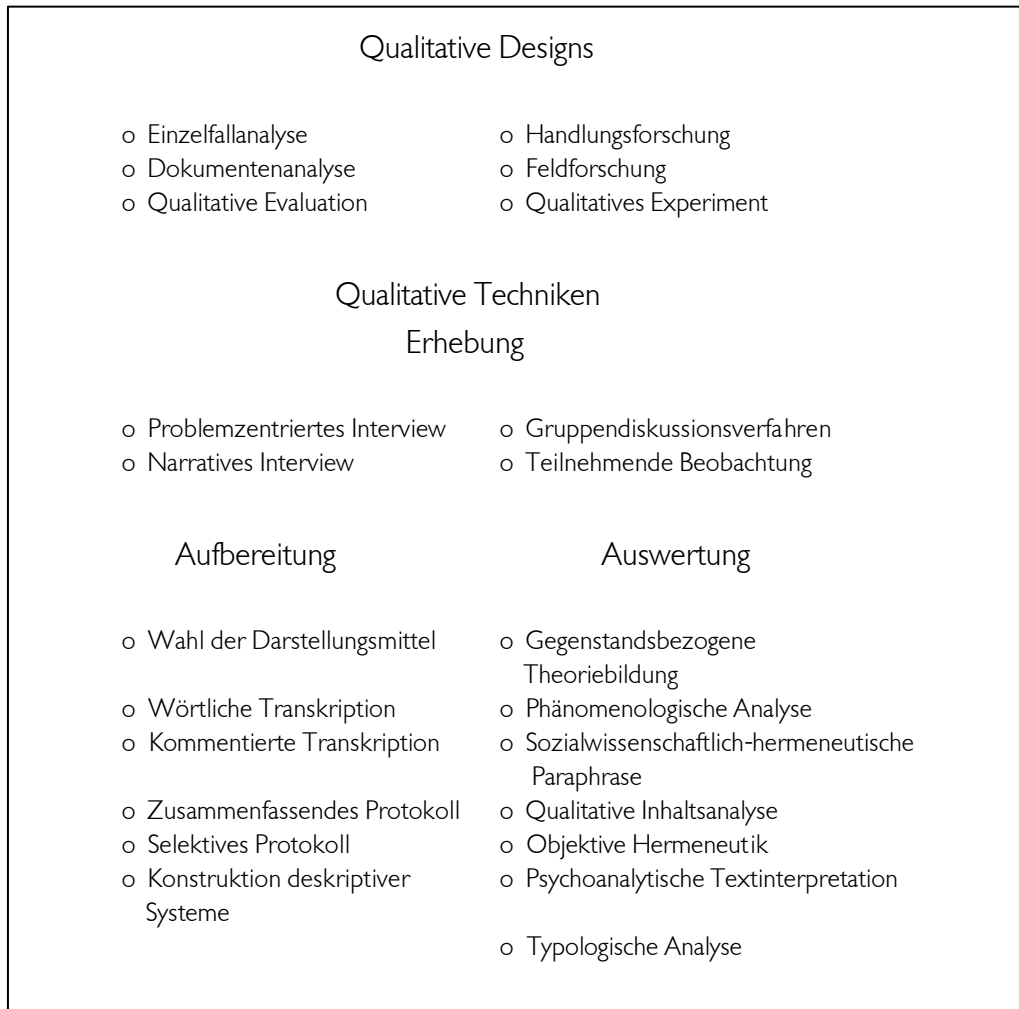 Qualitative Designs
o Einzelfallanalyse
o Dokumentenanalyse
o Qualitative Evaluation
o Handlungsforschung
o Feldforschung
o Qualitatives Experiment
Qualitative Techniken
Erhebung
o Problemzentriertes Interview
o Narratives Interview
o Gruppendiskussionsverfahren
o Teilnehmende Beobachtung
Aufbereitung
o Wahl der Darstellungsmittel
o Wörtliche Transkription
o Kommentierte Transkription
o Zusammenfassendes Protokoll
o Selektives Protokoll
o Konstruktion deskriptiver
Systeme
Auswertung
o Gegenstandsbezogene
Theoriebildung
o Phänomenologische Analyse
o Sozialwissenschaftlich-hermeneutische
Paraphrase
o Qualitative Inhaltsanalyse
o Objektive Hermeneutik
o Psychoanalytische Textinterpretation
o Typologische Analyse